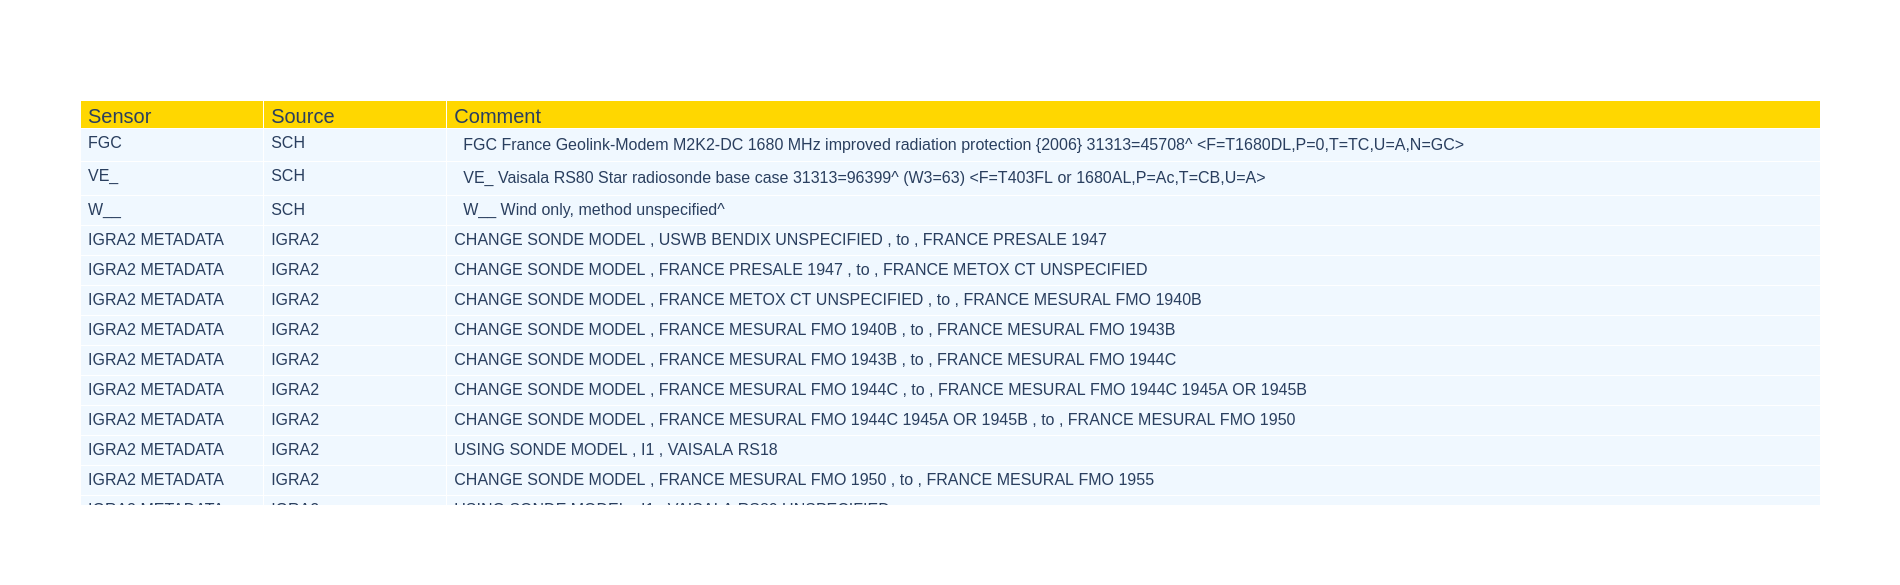 Sensor Source Comment
FGC SCH FGC France Geolink-Modem M2K2-DC 1680 MHz improved radiation protection {2006} 31313=45708^ <F=T1680DL,P=0,T=TC,U=A,N=GC>
VE_ SCH VE_ Vaisala RS80 Star radiosonde base case 31313=96399^ (W3=63) <F=T403FL or 1680AL,P=Ac,T=CB,U=A>
W__ SCH W__ Wind only, method unspecified^
IGRA2 METADATA IGRA2 CHANGE SONDE MODEL , USWB BENDIX UNSPECIFIED , to , FRANCE PRESALE 1947
IGRA2 METADATA IGRA2 CHANGE SONDE MODEL , FRANCE PRESALE 1947 , to , FRANCE METOX CT UNSPECIFIED
IGRA2 METADATA IGRA2 CHANGE SONDE MODEL , FRANCE METOX CT UNSPECIFIED , to , FRANCE MESURAL FMO 1940B
IGRA2 METADATA IGRA2 CHANGE SONDE MODEL , FRANCE MESURAL FMO 1940B , to , FRANCE MESURAL FMO 1943B
IGRA2 METADATA IGRA2 CHANGE SONDE MODEL , FRANCE MESURAL FMO 1943B , to , FRANCE MESURAL FMO 1944C
IGRA2 METADATA IGRA2 CHANGE SONDE MODEL , FRANCE MESURAL FMO 1944C , to , FRANCE MESURAL FMO 1944C 1945A OR 1945B
IGRA2 METADATA IGRA2 CHANGE SONDE MODEL , FRANCE MESURAL FMO 1944C 1945A OR 1945B , to , FRANCE MESURAL FMO 1950
IGRA2 METADATA IGRA2 USING SONDE MODEL , I1 , VAISALA RS18
IGRA2 METADATA IGRA2 CHANGE SONDE MODEL , FRANCE MESURAL FMO 1950 , to , FRANCE MESURAL FMO 1955
IGRA2 METADATA IGRA2 USING SONDE MODEL , I1 , VAISALA